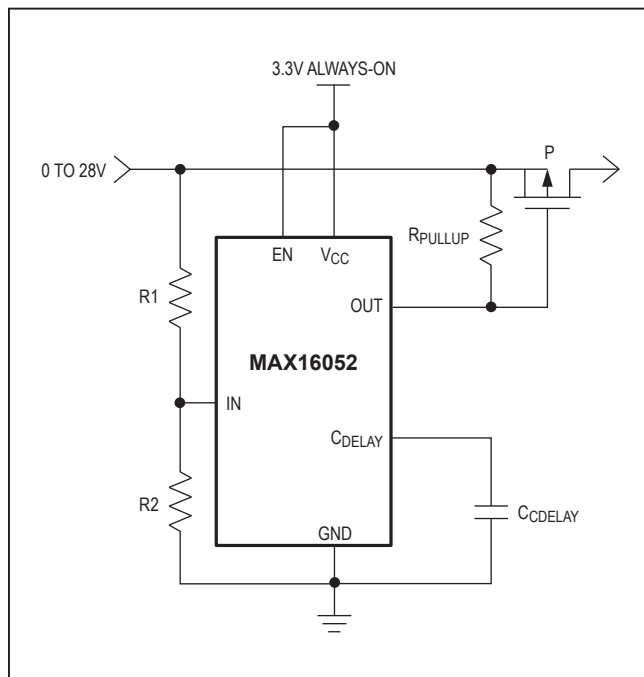 3.3V ALWAYS-ON
0 TO 28V
P
RPULLUP
EN
VCC
R1
OUT
MAX16052
IN
CDELAY
R2
CCDELAY
GND